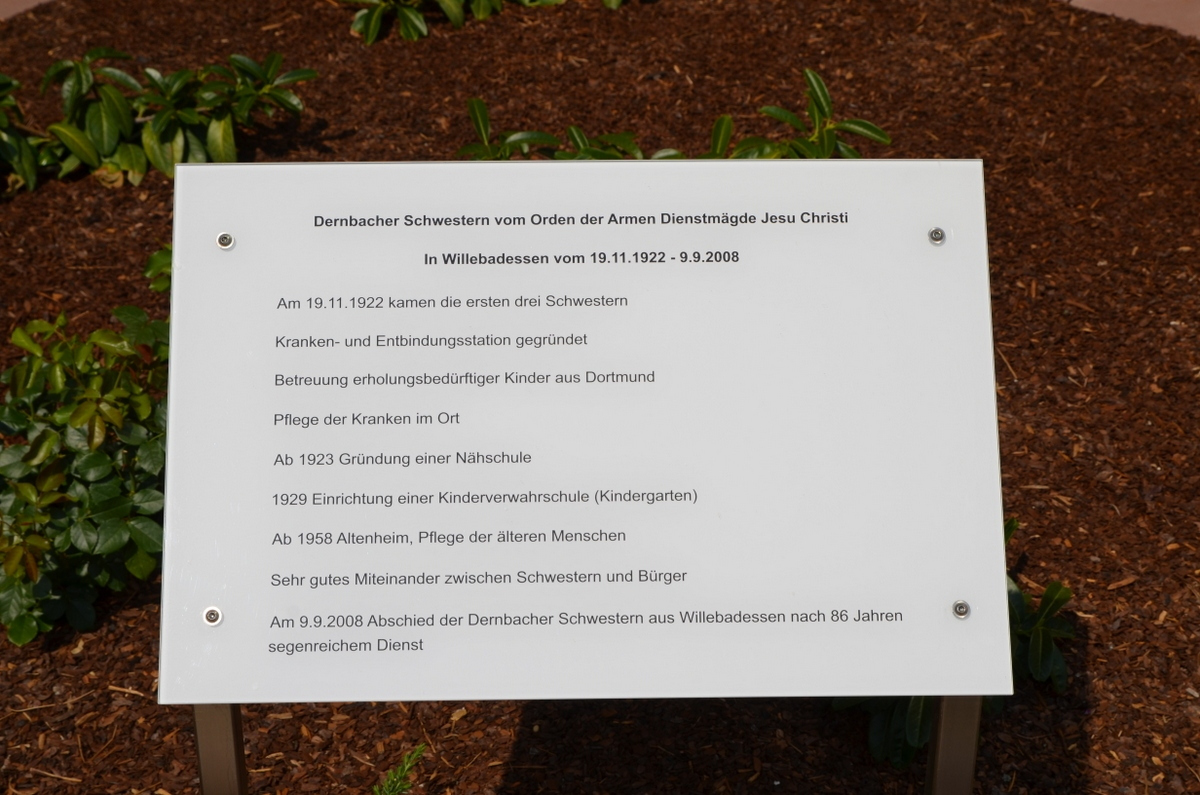 Dernbacher Schwestern vom Orden der Armen Dienstmägde Jesu Christi
In Willebadessen vom 19.11.1922 - 9.9.2008
Am 19.11.1922 kamen die ersten drei Schwestern
Kranken- und Entbindungsstation gegründet
Betreuung erholungsbedürftiger Kinder aus Dortmund
Pflege der Kranken im Ort
Ab 1923 Gründung einer Nähschule
1929 Einrichtung einer Kinderverwahrschule (Kindergarten)
Ab 1958 Altenheim, Pflege der älteren Menschen
Sehr gutes Miteinander zwischen Schwestern und Bürger
Am 9.9.2008 Abschied der Dernbacher Schwestern aus Willebadessen nach 86 Jahren
segenreichem Dienst